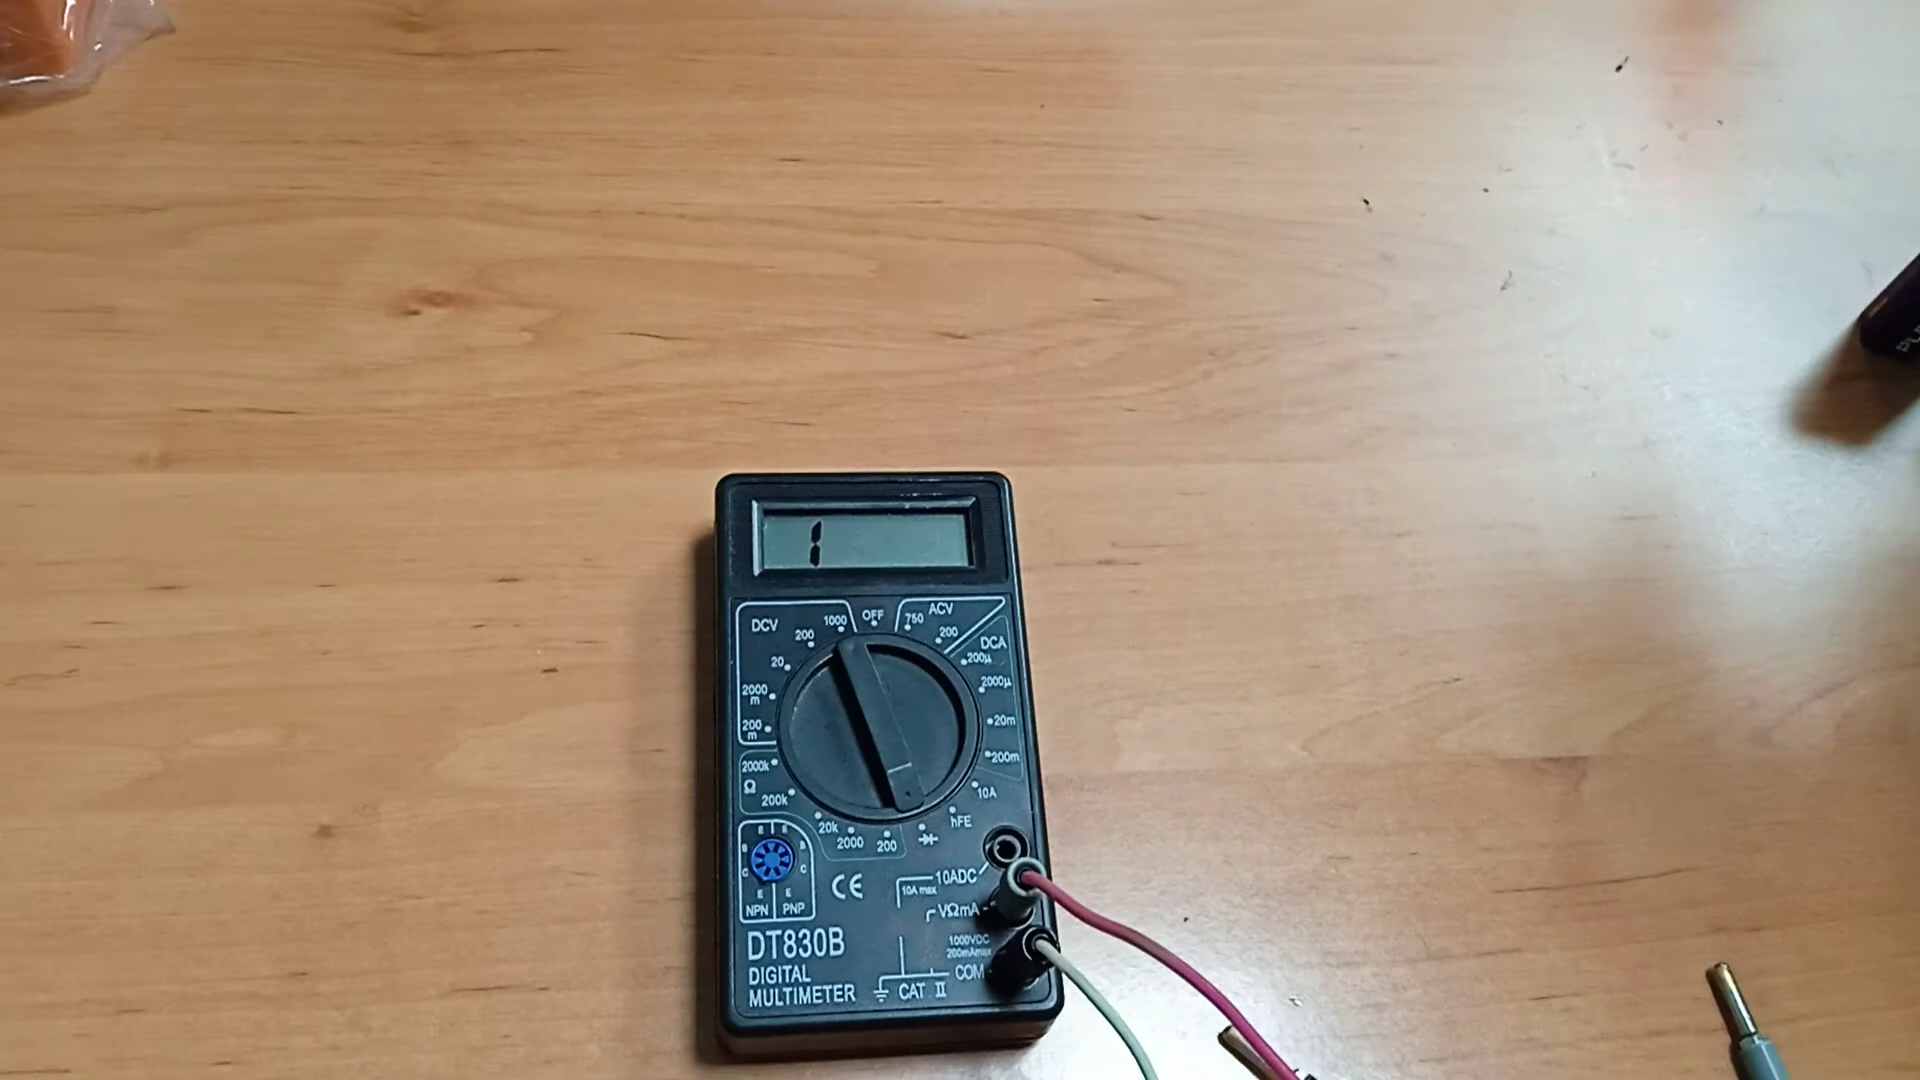 1
DCV
OFF
ACV
1000
750
200
200
DCA
20
200µ
2000
m
2000µ
200
m
20m
2000k
200m
Ω
200k
10A
20k
2000
200
hFE
E E
B B
C C
E E
NPN PNP
CE
10ADC
10A max
VΩmA
1000VDC
200mAmax
COM
DT830B
DIGITAL
MULTIMETER
CAT II